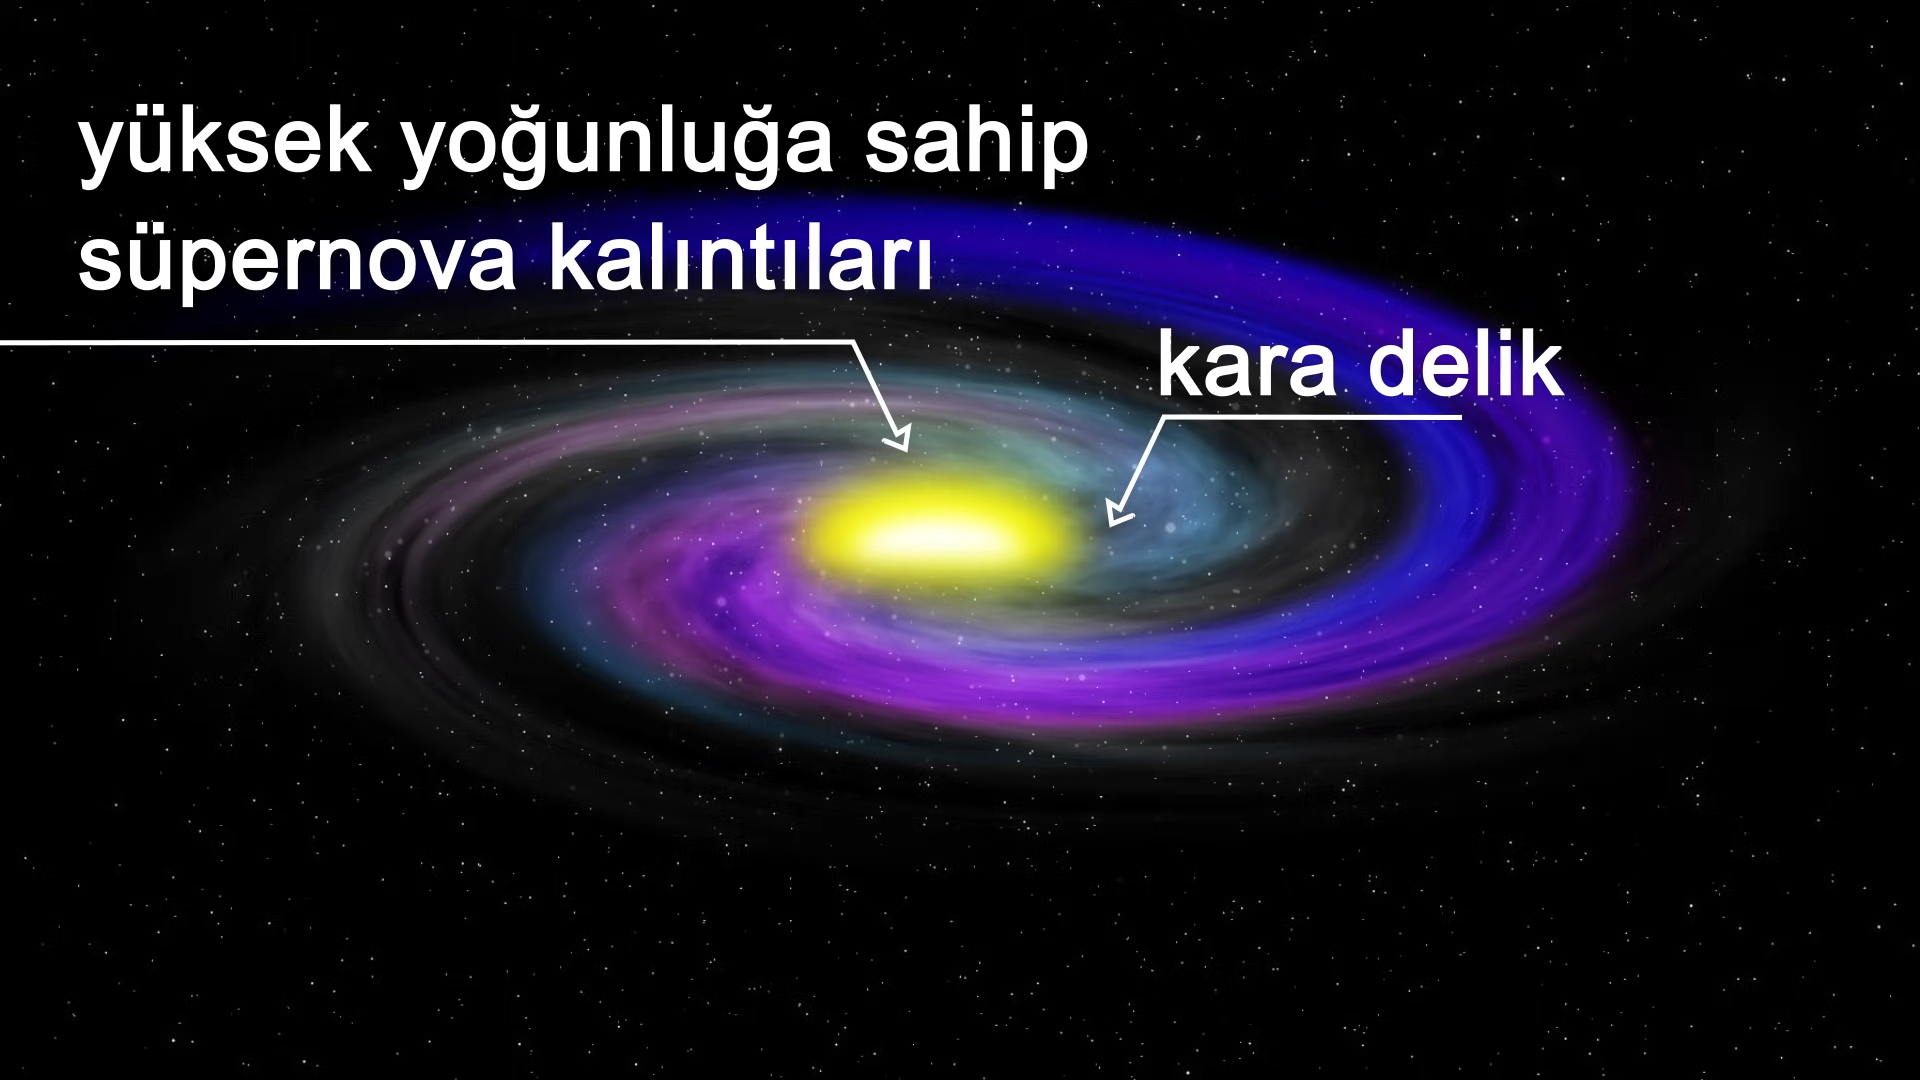 yüksek yoğunluğa sahip
süpernova kalıntıları
kara delik